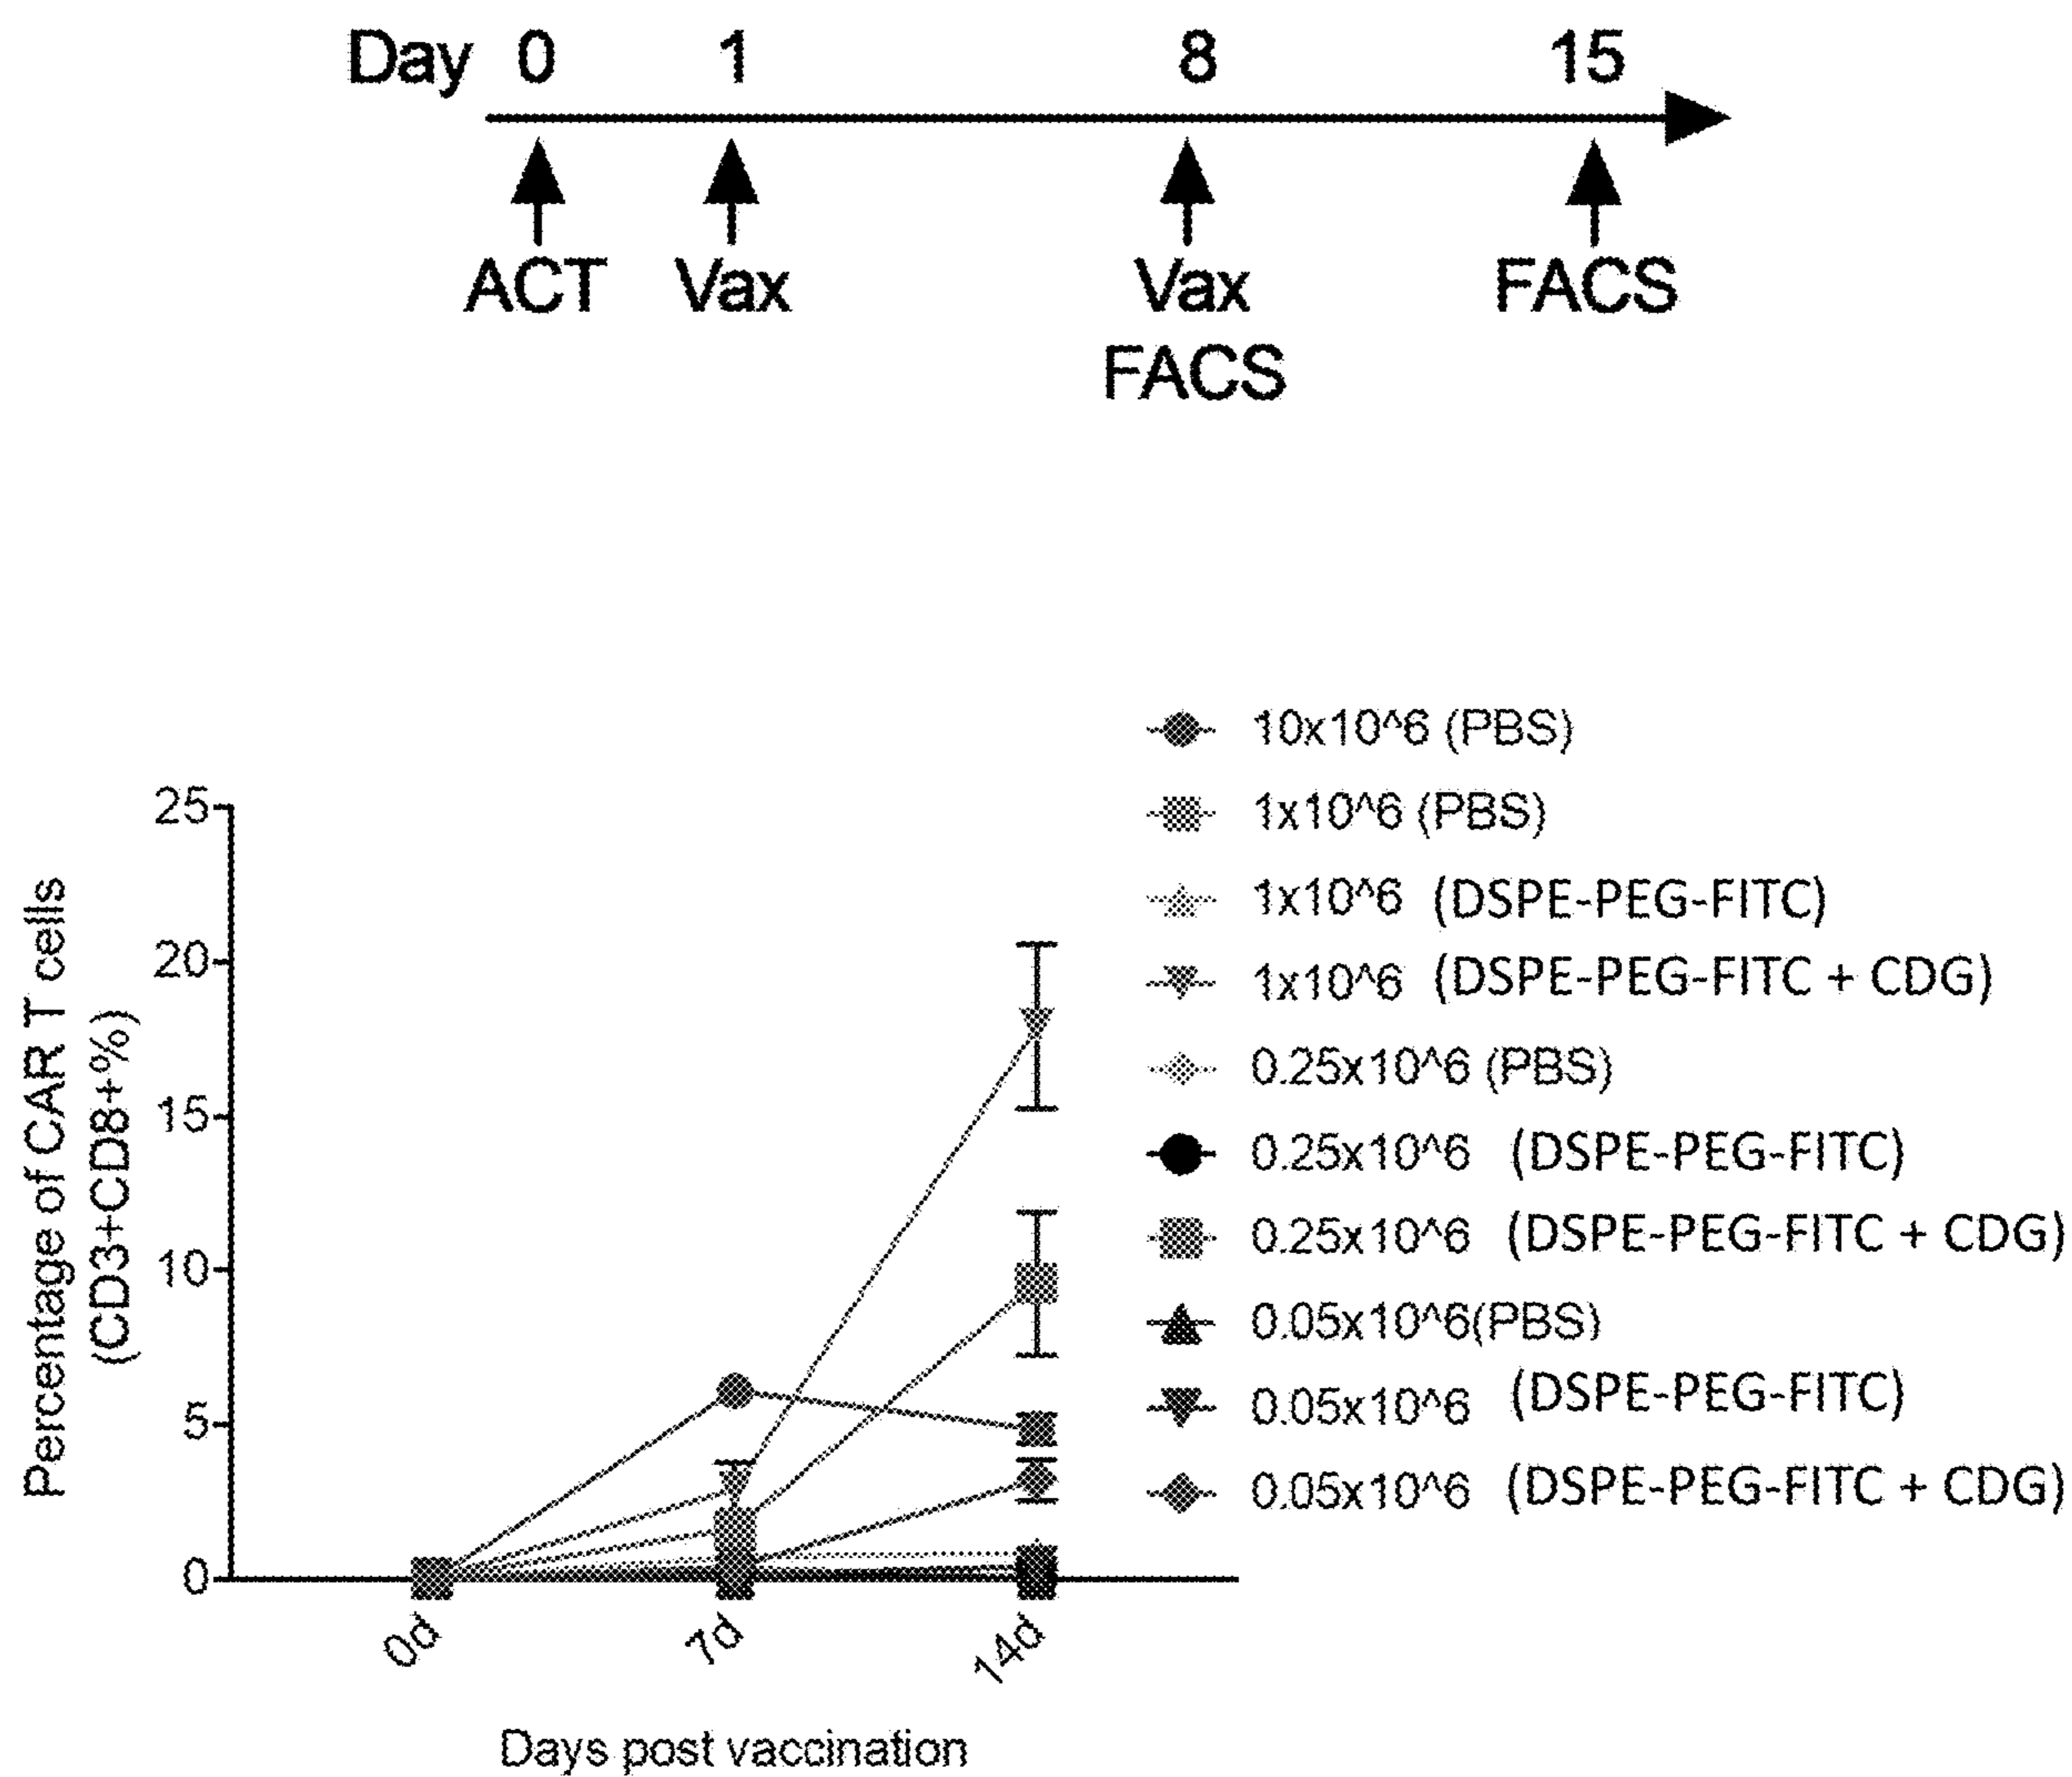 Day 0 1 8 15
ACT Vax Vax FACS
FACS
10x10^6 (PBS)
1x10^6 (PBS)
1x10^6 (DSPE-PEG-FITC)
1x10^6 (DSPE-PEG-FITC + CDG)
0.25x10^6 (PBS)
0.25x10^6 (DSPE-PEG-FITC)
0.25x10^6 (DSPE-PEG-FITC + CDG)
0.05x10^6(PBS)
0.05x10^6 (DSPE-PEG-FITC)
0.05x10^6 (DSPE-PEG-FITC + CDG)
Percentage of CAR T cells
(CD3+CD8+%)
25
20
15
10
5
0
0d 7d 14d
Days post vaccination